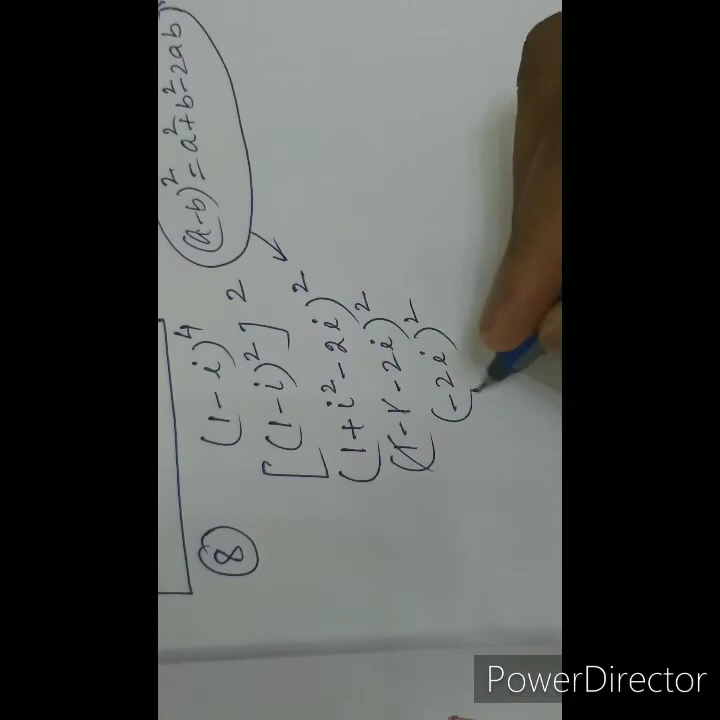 (a-b)² = a²+b²-2ab
⑧ (1-i)⁴
[(1-i)²]²
(1+i²-2i)²
(1-1-2i)²
(-2i)²
PowerDirector